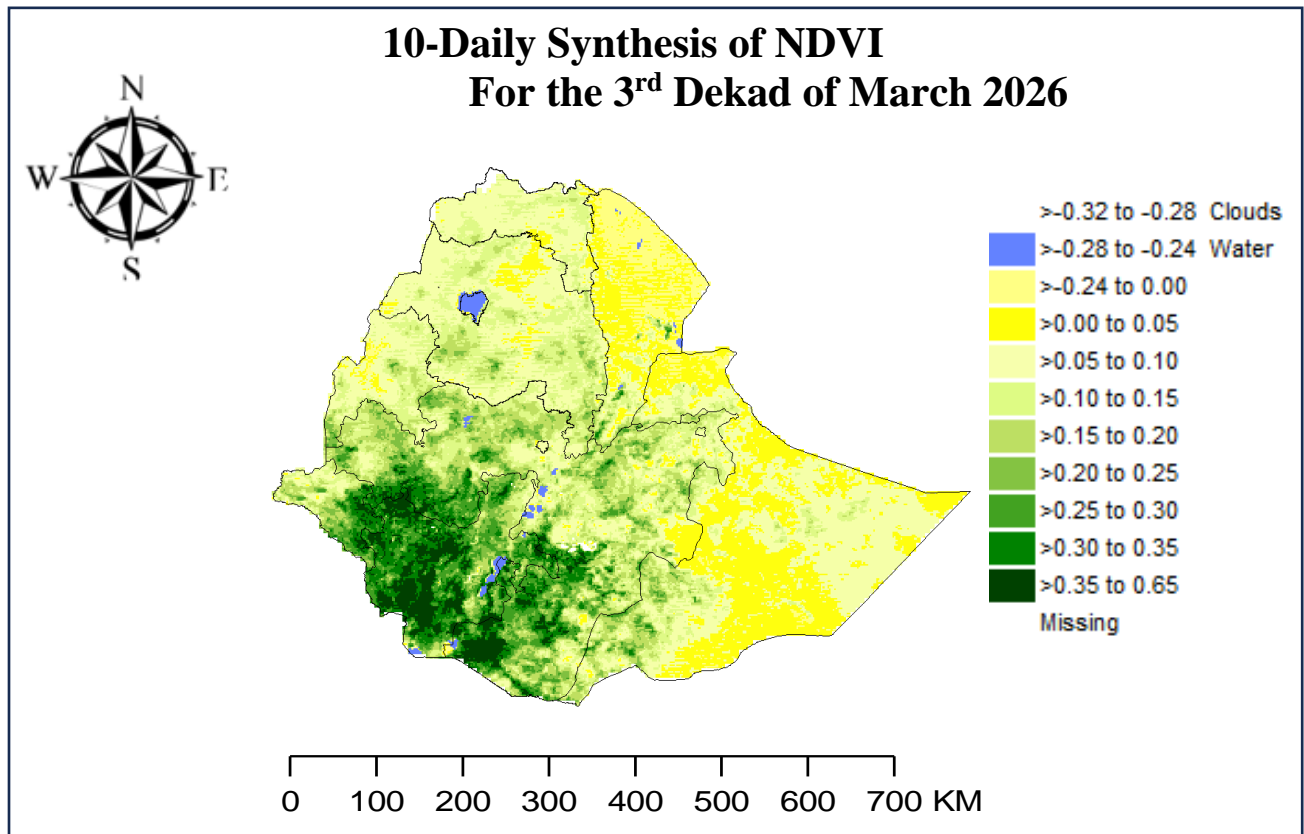 10-Daily Synthesis of NDVI
For the 3rd Dekad of March 2026
N
W E
S
>-0.32 to -0.28 Clouds
>-0.28 to -0.24 Water
>-0.24 to 0.00
>0.00 to 0.05
>0.05 to 0.10
>0.10 to 0.15
>0.15 to 0.20
>0.20 to 0.25
>0.25 to 0.30
>0.30 to 0.35
>0.35 to 0.65
Missing
0 100 200 300 400 500 600 700 KM